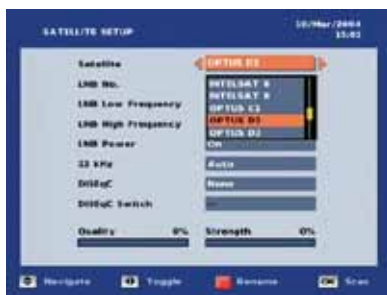 SATELLITE SETUP
10/Mar/2004
15:01
Satellite
OPTUS D1
LNB No.
INTELSAT
INTELSAT 8
LNB Low Frequency
OPTUS C1
OPTUS D1
LNB High Frequency
OPTUS D2
LNB Power
On
22 kHz
Auto
DiSEqC
None
DiSEqC Switch
Quality 0% Strength 0%
Navigate Toggle Rename OK Scan